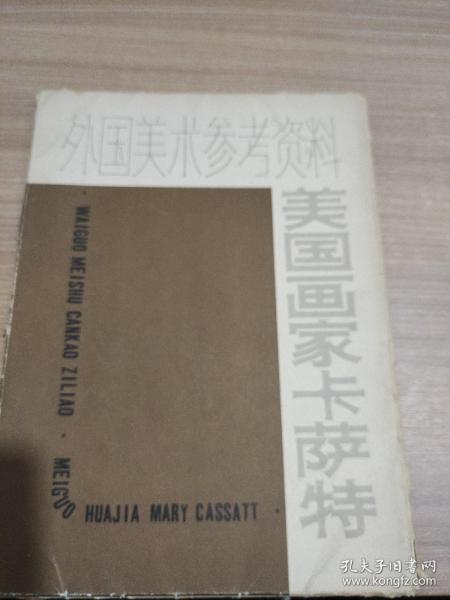 外国美术参考资料
美国画家卡萨特
· WAIGUO MEISHU CANKAO ZILIAO · MEIGUO HUAJIA MARY CASSATT ·
孔夫子旧书网
www.kongfz.com